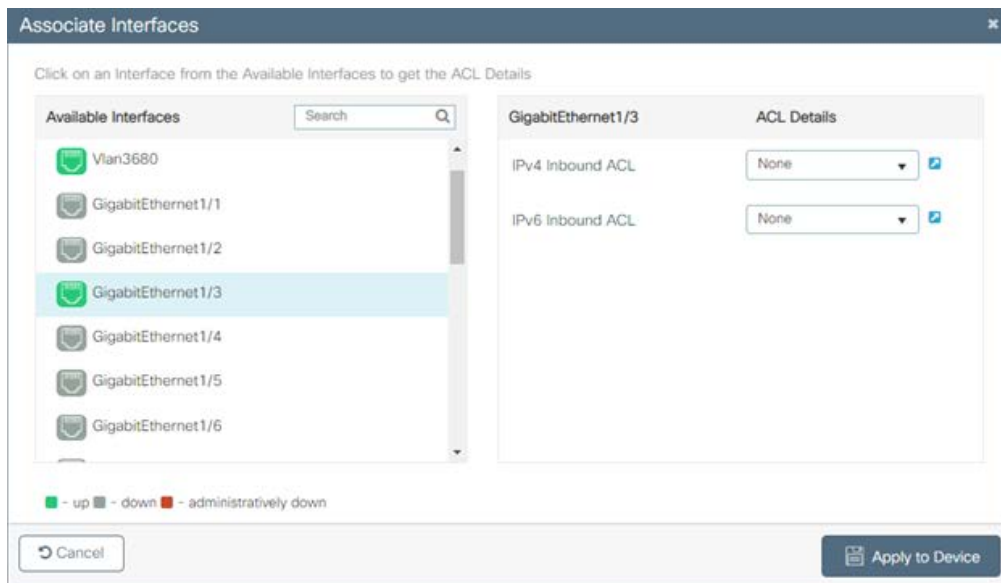 Associate Interfaces
Click on an Interface from the Available Interfaces to get the ACL Details
Available Interfaces
Search
Vlan3680
GigabitEthernet1/1
GigabitEthernet1/2
GigabitEthernet1/3
GigabitEthernet1/4
GigabitEthernet1/5
GigabitEthernet1/6
GigabitEthernet1/3 ACL Details
IPv4 Inbound ACL None
IPv6 Inbound ACL None
- up - down - administratively down
Cancel
Apply to Device